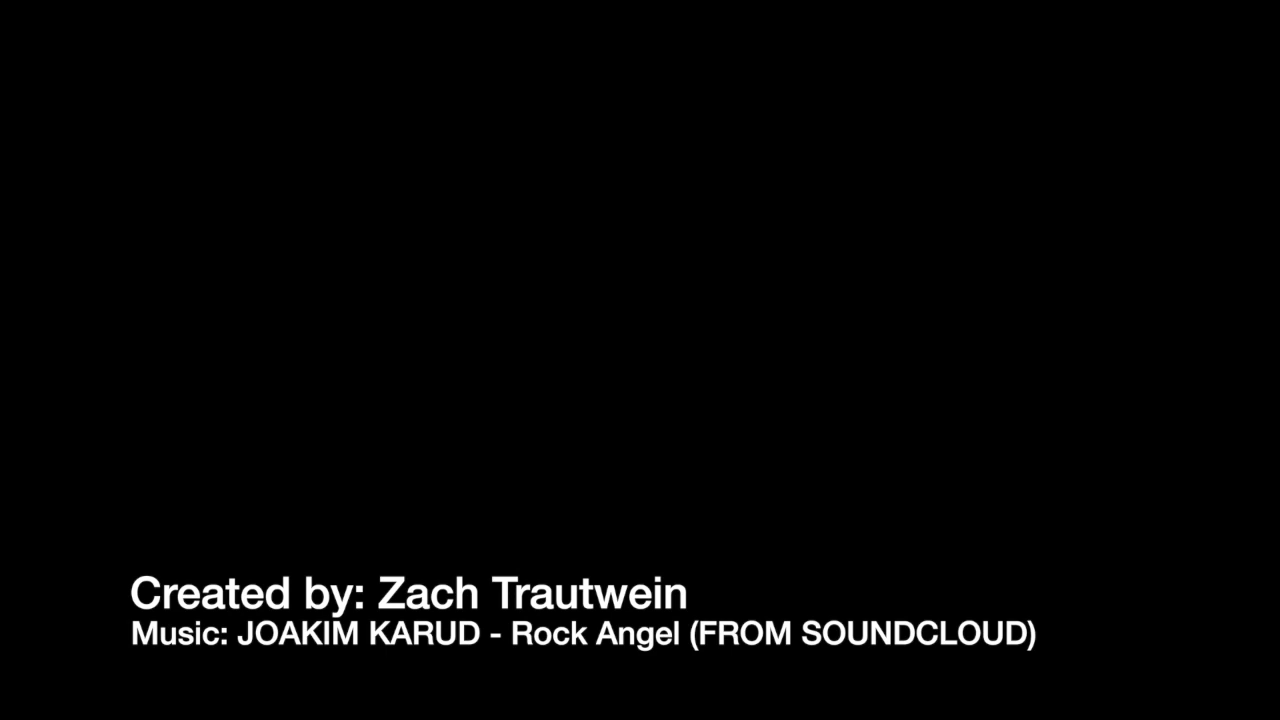 Created by: Zach Trautwein
Music: JOAKIM KARUD - Rock Angel (FROM SOUNDCLOUD)